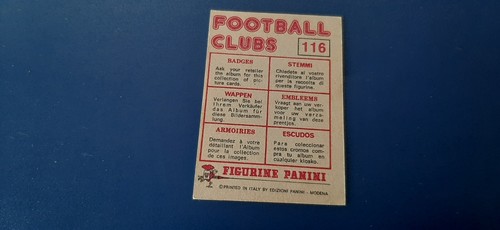 FOOTBALL
CLUBS
116
BADGES
Ask your retailer
the album for this
collection of pic-
ture cards.
STEMMI
Chiedete al vostro
rivenditore l'album
per la raccolta di
queste figurine.
WAPPEN
Verlangen Sie bei
Ihrem Verkäufer
das Album für
diese Bildersamm-
lung.
EMBLEEMS
Vraagt aan uw ver-
koper het album
voor uw verza-
meling van deze
prentjes.
ARMOIRIES
Demandez à votre
détaillant l'Album
pour la collection
de ces images.
ESCUDOS
Para coleccionar
estos cromos com-
pra tu album en
cualquier kiosko.
FIGURINE PANINI
©PRINTED IN ITALY BY EDIZIONI PANINI - MODENA